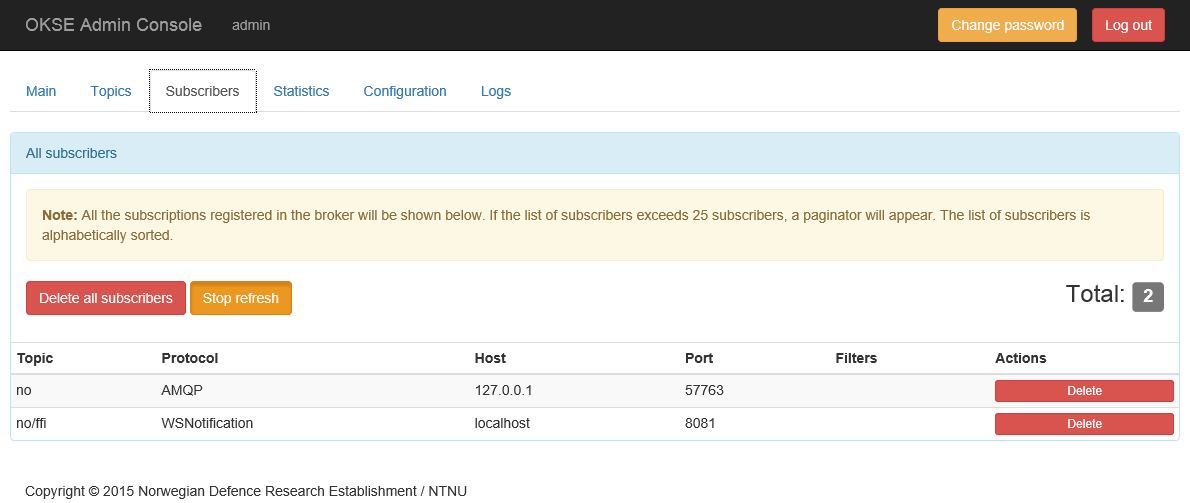 OKSE Admin Console admin Change password Log out
Main Topics Subscribers Statistics Configuration Logs
All subscribers
Note: All the subscriptions registered in the broker will be shown below. If the list of subscribers exceeds 25 subscribers, a paginator will appear. The list of subscribers is
alphabetically sorted.
Delete all subscribers Stop refresh Total: 2
Topic Protocol Host Port Filters Actions
no AMQP 127.0.0.1 57763 Delete
no/ffi WSNotification localhost 8081 Delete
Copyright © 2015 Norwegian Defence Research Establishment / NTNU